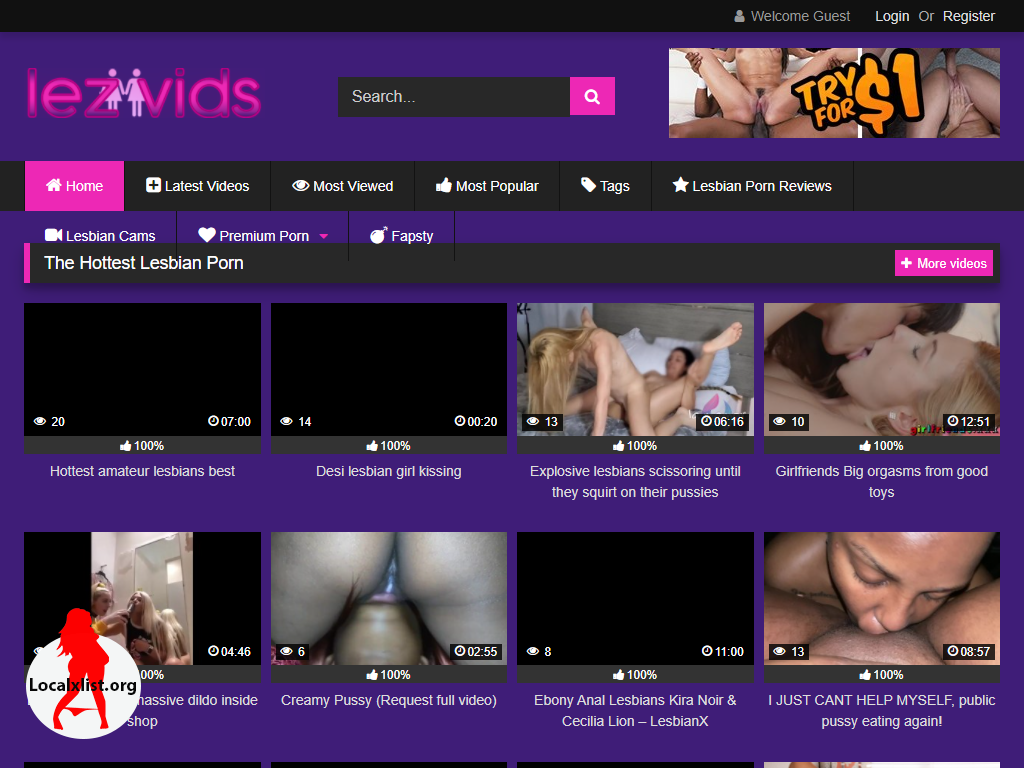 Welcome Guest Login Or Register
lezvids
Search...
TRY
FOR $1
Home Latest Videos Most Viewed Most Popular Tags Lesbian Porn Reviews
Lesbian Cams Premium Porn Fapsty
The Hottest Lesbian Porn
More videos
20 07:00
14 00:20
13 06:16
10 12:51
100%
100%
100%
100%
Hottest amateur lesbians best
Desi lesbian girl kissing
Explosive lesbians scissoring until
they squirt on their pussies
Girlfriends Big orgasms from good
toys
04:46
6 02:55
8 11:00
13 08:57
00%
100%
100%
100%
massive dildo inside
shop
Localxlist.org
Creamy Pussy (Request full video)
Ebony Anal Lesbians Kira Noir &
Cecilia Lion – LesbianX
I JUST CANT HELP MYSELF, public
pussy eating again!